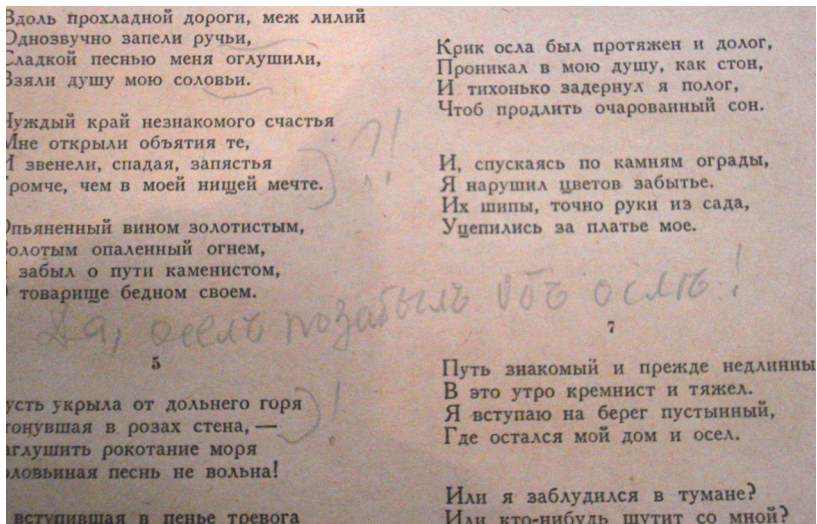 Вдоль прохладной дороги, меж лилий
Однозвучно запели ручьи,
Сладкой песнью меня оглушили,
Взяли душу мою соловьи.
Чуждый край незнакомого счастья
Мне открыли объятия те,
И звенели, спадая, запястья
Громче, чем в моей нищей мечте.
?!
Опьяненный вином золотистым,
Золотым опаленный огнем,
Я забыл о пути каменистом,
О товарище бедном своем.
Да, оселъ позабылъ объ ослѣ!
5
усть укрыла от дольнего горя
тонувшая в розах стена, —
аглушить рокотание моря
оловьиная песнь не вольна!
!
вступившая в пенье тревога
Крик осла был протяжен и долог,
Проникал в мою душу, как стон,
И тихонько задернул я полог,
Чтоб продлить очарованный сон.
И, спускаясь по камням ограды,
Я нарушил цветов забытье.
Их шипы, точно руки из сада,
Уцепились за платье мое.
7
Путь знакомый и прежде недлинны
В это утро кремнист и тяжел.
Я вступаю на берег пустынный,
Где остался мой дом и осел.
Или я заблудился в тумане?
Или кто-нибудь шутит со мной?